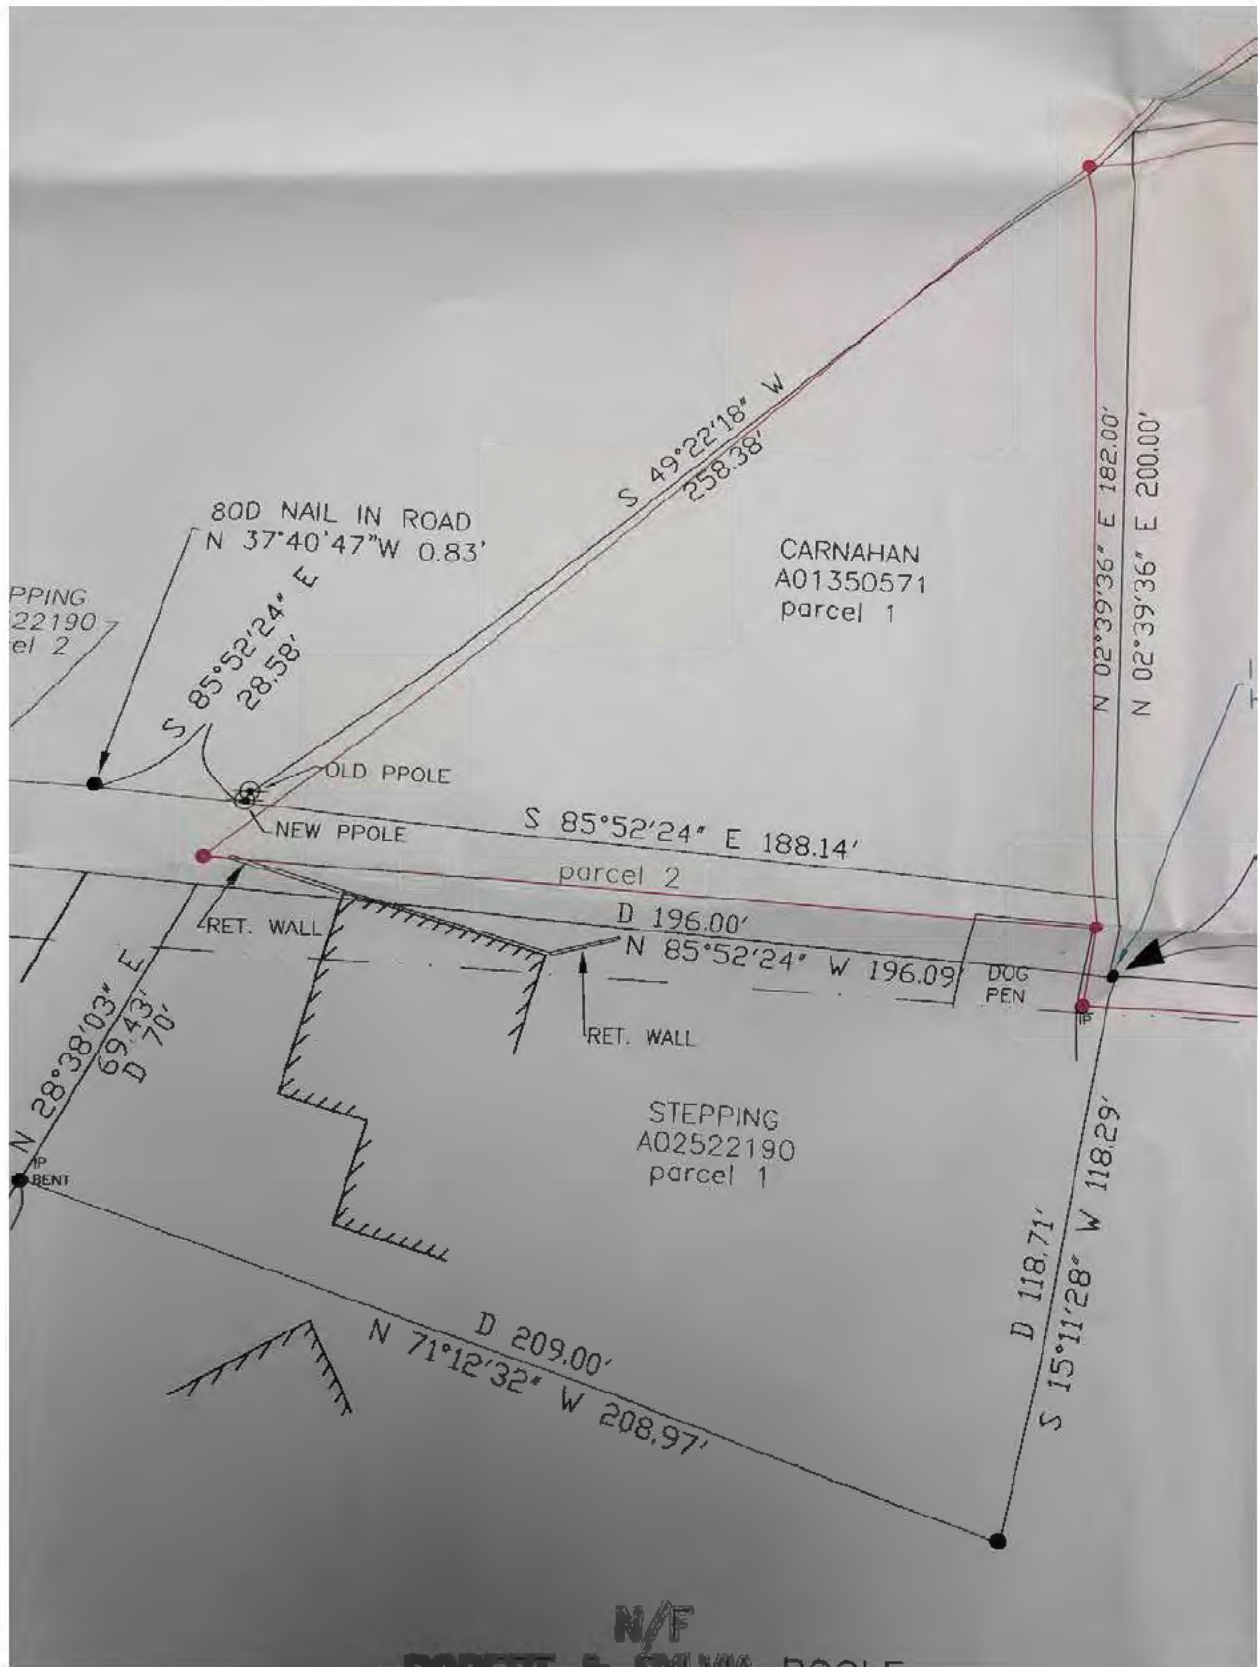 S 49°22'18" W
258.38'
80D NAIL IN ROAD
N 37°40'47"W 0.83'
CARNAHAN
A01350571
parcel 1
N 02°39'36" E 182.00'
N 02°39'36" E 200.00'
PPING
22190
el 2
S 85°52'24" E
28.58'
OLD PPOLE
NEW PPOLE
S 85°52'24" E 188.14'
parcel 2
RET. WALL
D 196.00'
N 85°52'24" W 196.09'
DOG
PEN
IP
RET. WALL
N 28°38'03" E
69.43'
D 70'
IP
BENT
STEPPING
A02522190
parcel 1
D 118.71'
S 15°11'28" W 118.29'
D 209.00'
N 71°12'32" W 208.97'
N/F
ROBERT & SYLVIA POOLE